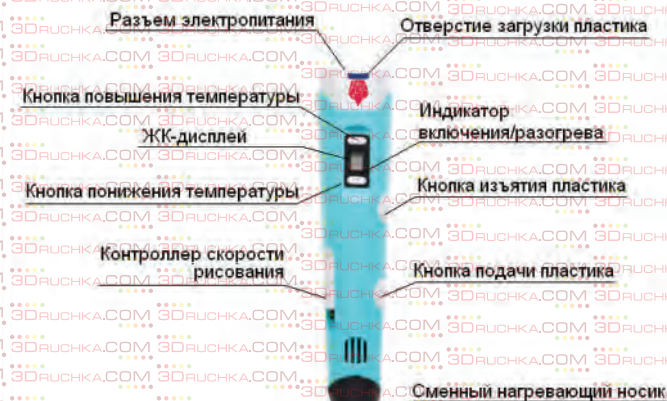 Разъем электропитания
Отверстие загрузки пластика
Кнопка повышения температуры
Индикатор
включения/разогрева
ЖК-дисплей
Кнопка понижения температуры
Кнопка изъятия пластика
Контроллер скорости
рисования
Кнопка подачи пластика
Сменный нагревающий носик
3DRUCHKA.COM